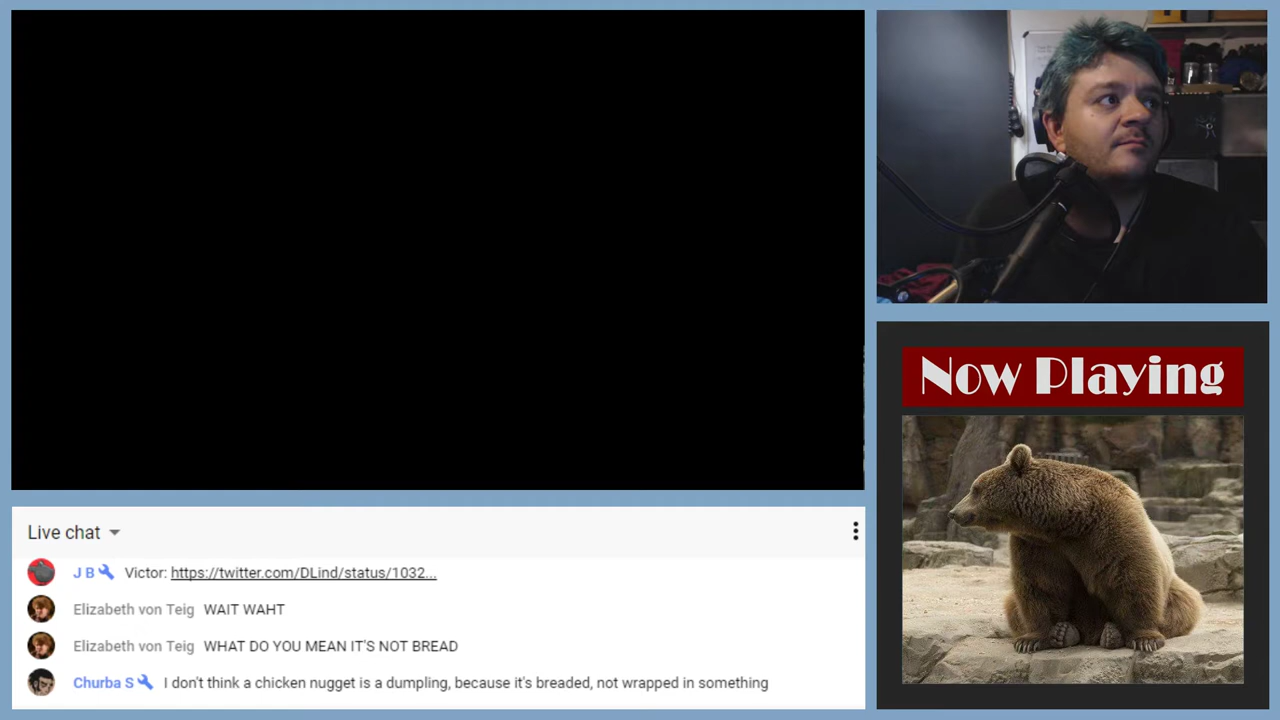 Now Playing
Live chat
J B Victor: https://twitter.com/DLind/status/1032...
Elizabeth von Teig WAIT WAHT
Elizabeth von Teig WHAT DO YOU MEAN IT'S NOT BREAD
Churba S I don't think a chicken nugget is a dumpling, because it's breaded, not wrapped in something